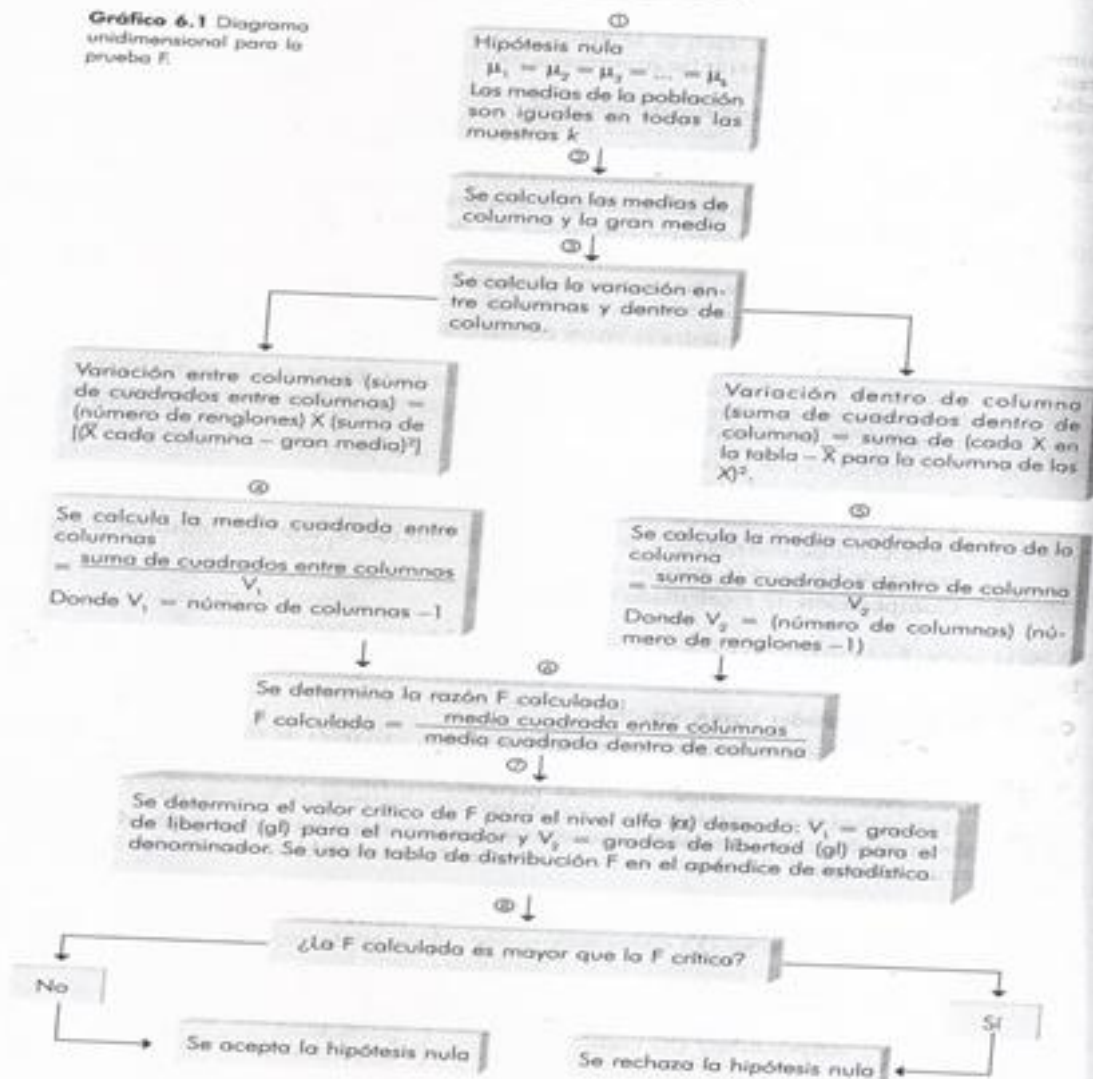 Gráfico 6.1 Diagrama
unidimensional para la
prueba F.
①
Hipótesis nula
μ₁ = μ₂ = μ₃ = ... = μₖ
Las medias de la población
son iguales en todas las
muestras k
②
Se calculan las medias de
columna y la gran media
③
Se calcula la variación en-
tre columnas y dentro de
columna.
Variación entre columnas (suma
de cuadrados entre columnas) =
(número de renglones) X (suma de
[(X̄ cada columna – gran media)²]
Variación dentro de columna
(suma de cuadrados dentro de
columna) = suma de (cada X en
la tabla – X̄ para la columna de las
X)².
④
Se calcula la media cuadrada entre
columnas
= suma de cuadrados entre columnas
V₁
Donde V₁ = número de columnas –1
⑤
Se calcula la media cuadrada dentro de la
columna
= suma de cuadrados dentro de columna
V₂
Donde V₂ = (número de columnas) (nú-
mero de renglones –1)
⑥
Se determina la razón F calculada:
F calculada = media cuadrada entre columnas
media cuadrada dentro de columna
⑦
Se determina el valor crítico de F para el nivel alfa (α) deseado: V₁ = grados
de libertad (gl) para el numerador y V₂ = grados de libertad (gl) para el
denominador. Se usa la tabla de distribución F en el apéndice de estadística.
⑧
¿La F calculada es mayor que la F crítica?
No
Sí
Se acepta la hipótesis nula
Se rechaza la hipótesis nula